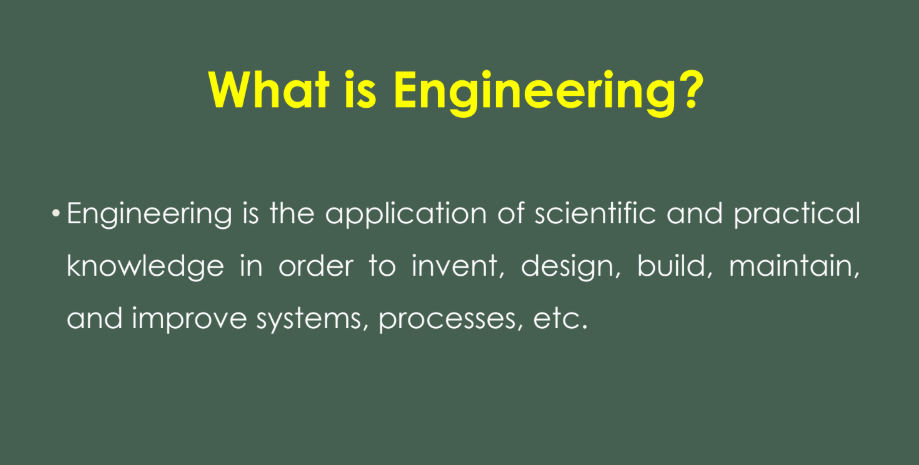 What is Engineering?
• Engineering is the application of scientific and practical
knowledge in order to invent, design, build, maintain,
and improve systems, processes, etc.